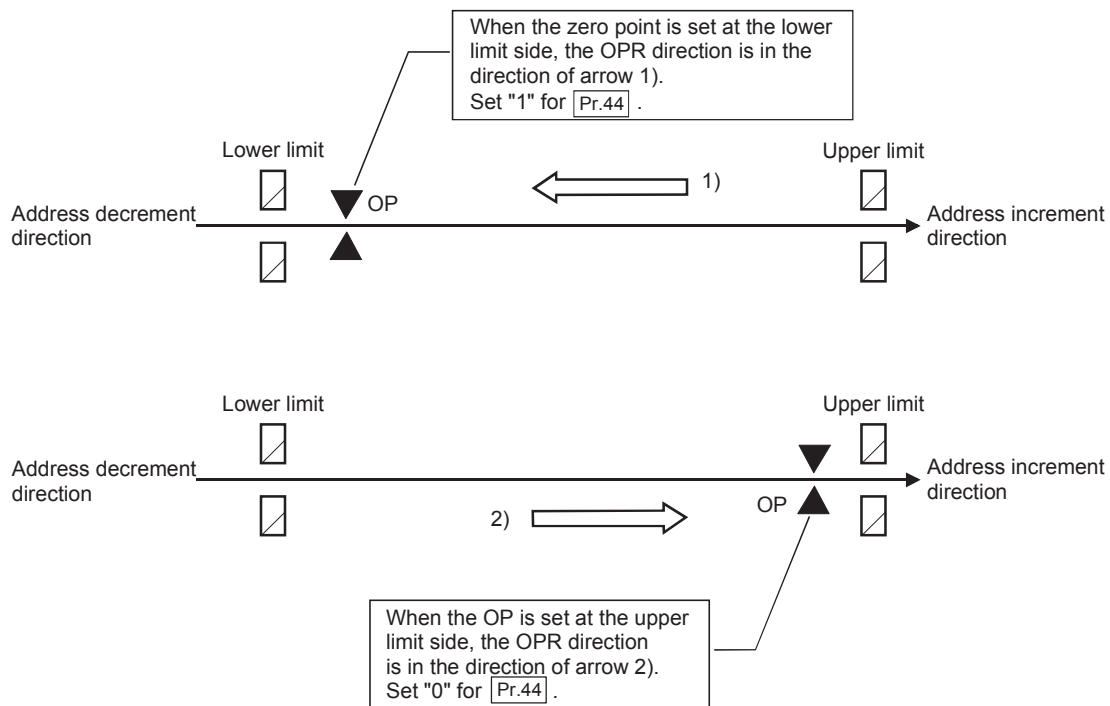 When the zero point is set at the lower
limit side, the OPR direction is in the
direction of arrow 1).
Set "1" for Pr.44 .
Lower limit
Upper limit
1)
OP
Address decrement
direction
Address increment
direction
Lower limit
Upper limit
Address decrement
direction
Address increment
direction
2)
OP
When the OP is set at the upper
limit side, the OPR direction
is in the direction of arrow 2).
Set "0" for Pr.44 .